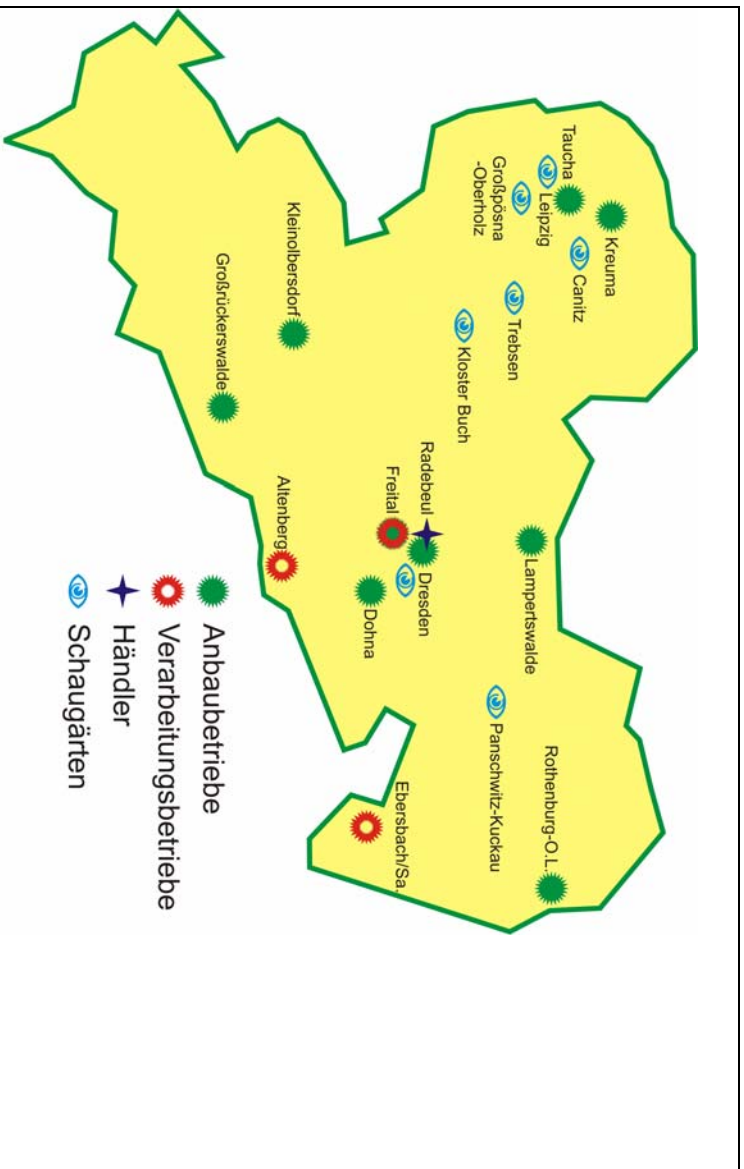 Kreuma
Taucha
Leipzig
Canitz
Großpösna
-Oberholz
Trebsen
Kloster Buch
Lampertswalde
Rothenburg-O.L.
Panschwitz-Kuckau
Radebeul
Dresden
Freital
Dohna
Ebersbach/Sa.
Kleinolbersdorf
Großrückerswalde
Altenberg
Anbaubetriebe
Verarbeitungsbetriebe
Händler
Schaugärten